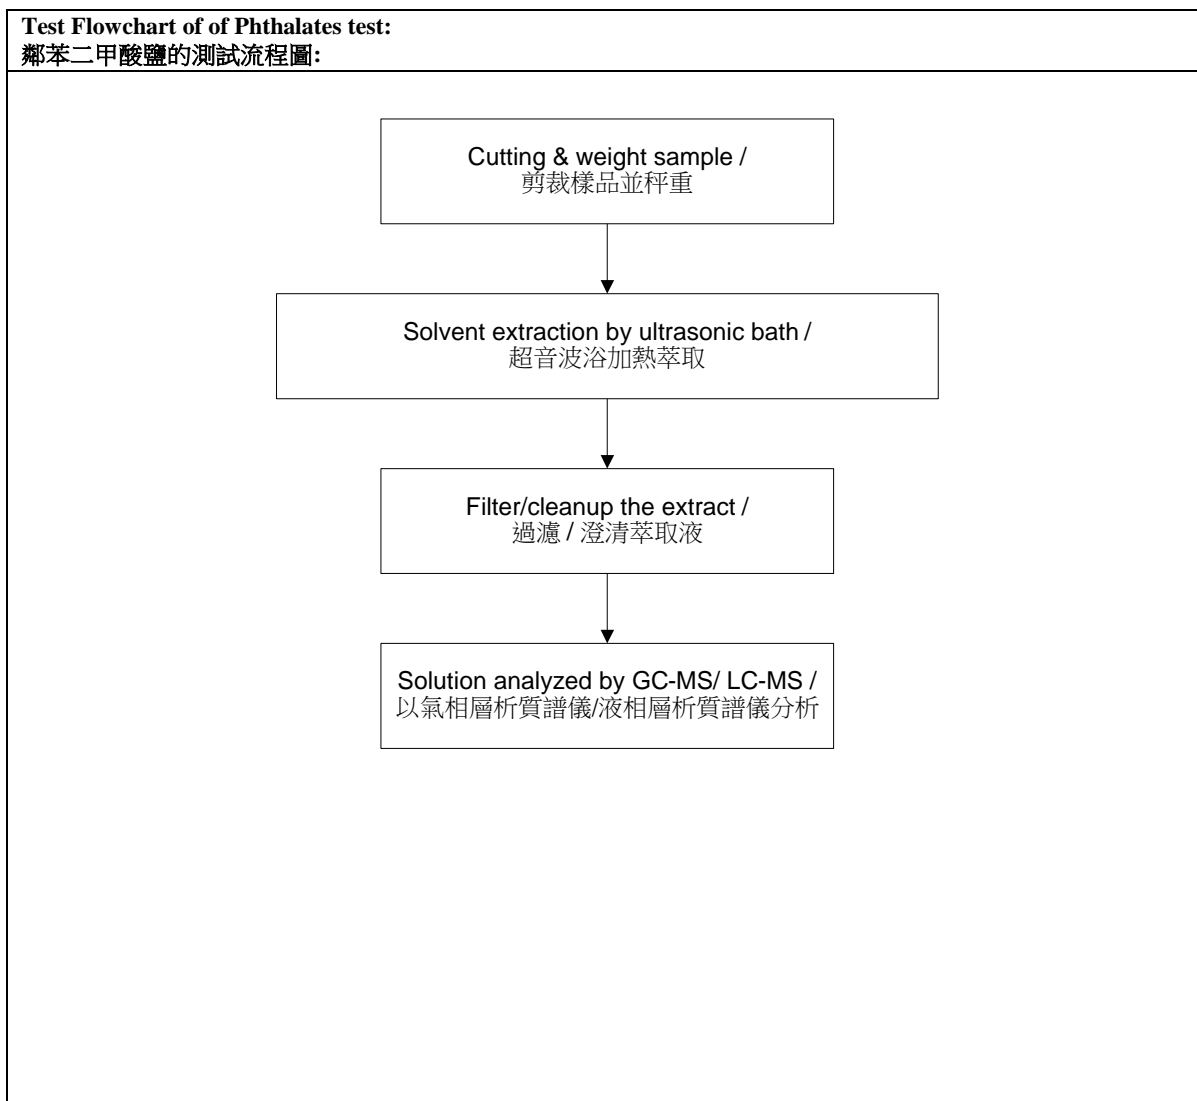 Test Flowchart of of Phthalates test:
鄰苯二甲酸鹽的測試流程圖:
Cutting & weight sample /
剪裁樣品並秤重
Solvent extraction by ultrasonic bath /
超音波浴加熱萃取
Filter/cleanup the extract /
過濾 / 澄清萃取液
Solution analyzed by GC-MS/ LC-MS /
以氣相層析質譜儀/液相層析質譜儀分析